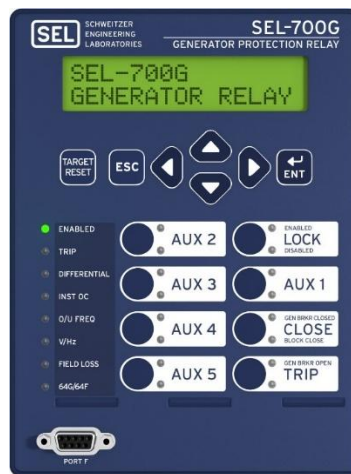 SEL
SCHWEITZER
ENGINEERING
LABORATORIES
SEL-700G
GENERATOR PROTECTION RELAY
SEL-700G
GENERATOR RELAY
TARGET
RESET
ESC
ENT
ENABLED
TRIP
DIFFERENTIAL
INST OC
O/U FREQ
V/Hz
FIELD LOSS
64G/64F
AUX 2
ENABLED
LOCK
DISABLED
AUX 3
AUX 1
AUX 4
GEN BRKR CLOSED
CLOSE
BLOCK CLOSE
AUX 5
GEN BRKR OPEN
TRIP
PORT F